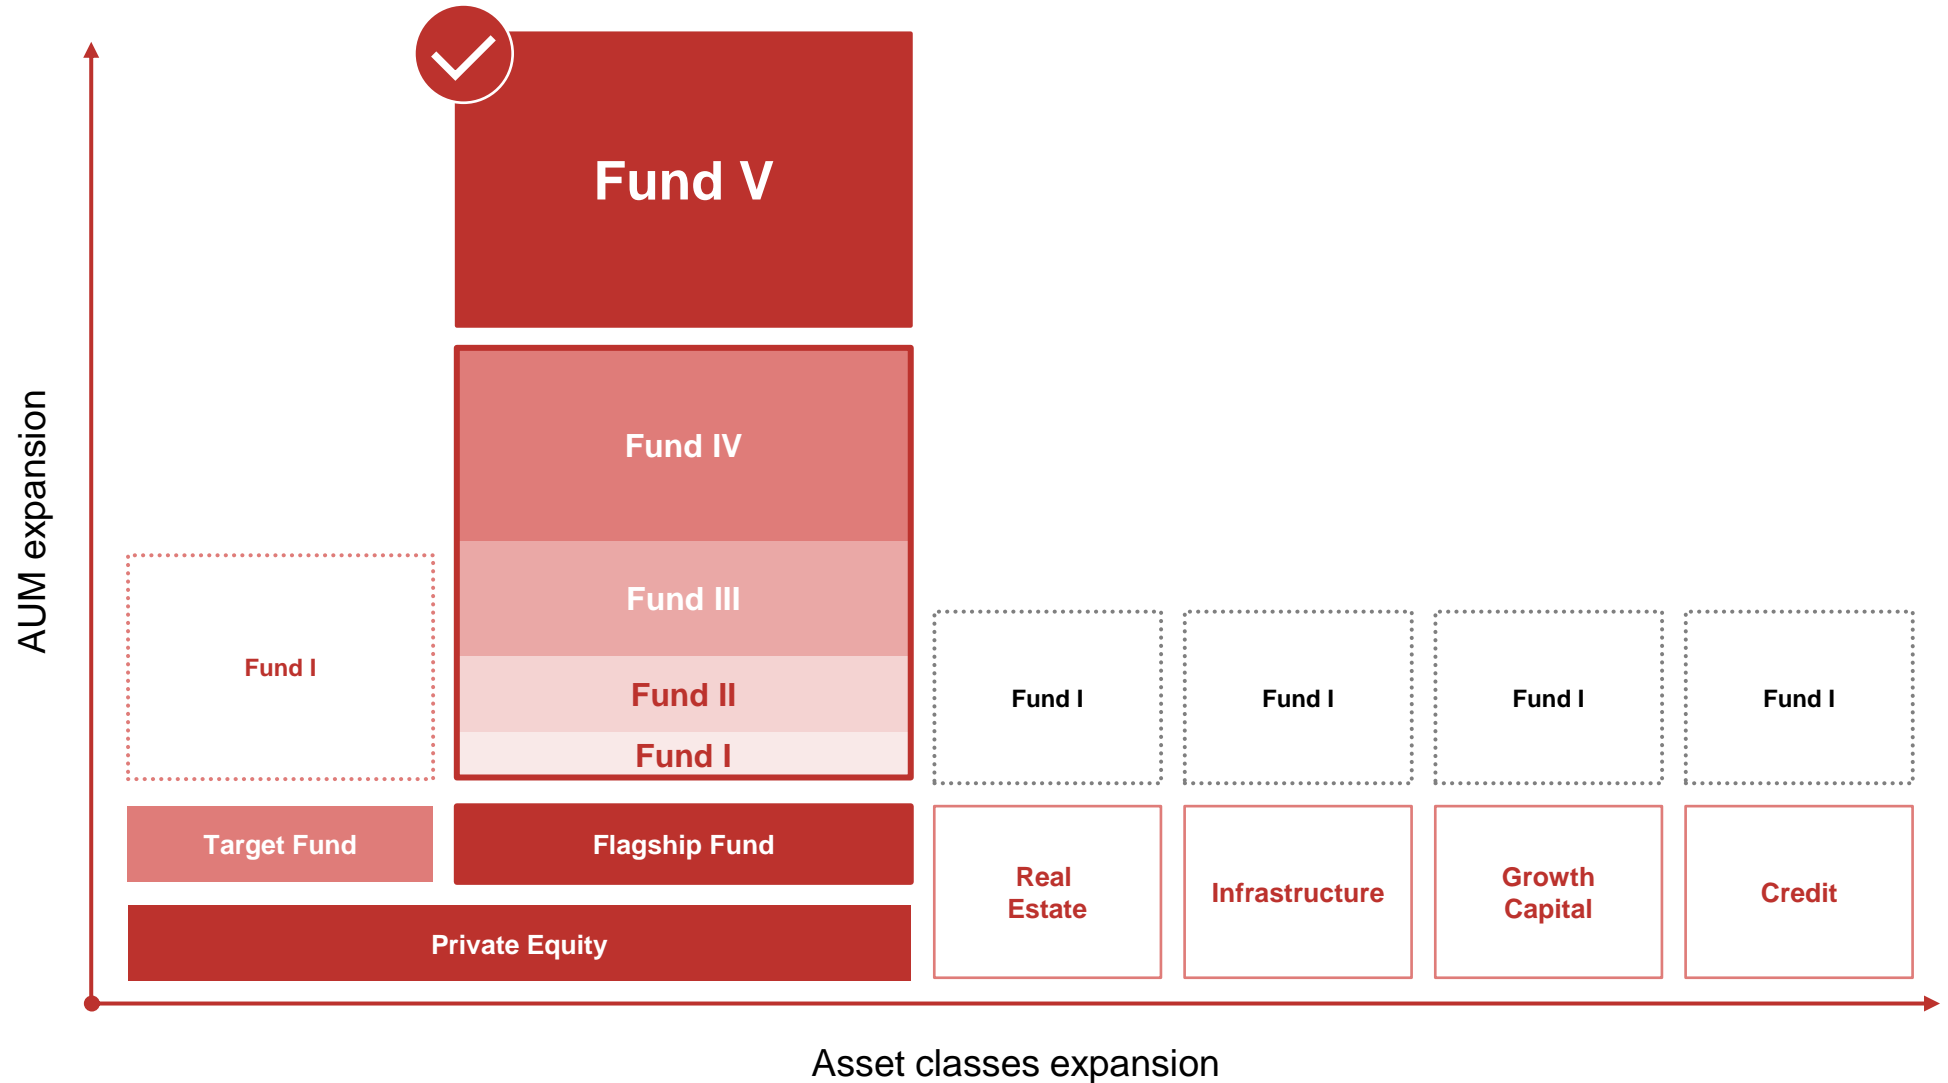 Fund V
AUM expansion
Fund IV
Fund III
Fund II
Fund I
Fund I
Fund I
Fund I
Fund I
Fund I
Target Fund
Flagship Fund
Private Equity
Real
Estate
Infrastructure
Growth
Capital
Credit
Asset classes expansion